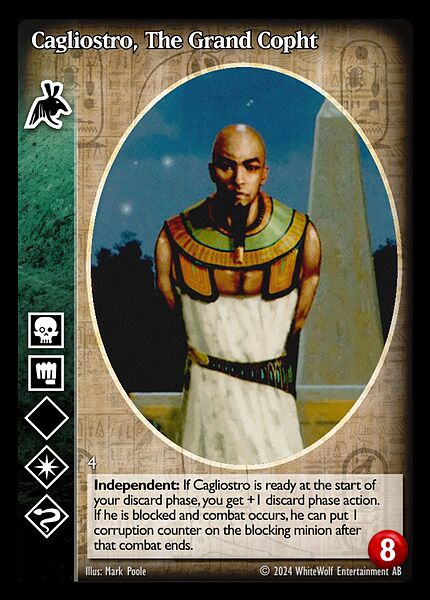 Cagliostro, The Grand Copht
4
Independent: If Cagliostro is ready at the start of
your discard phase, you get +1 discard phase action.
If he is blocked and combat occurs, he can put 1
corruption counter on the blocking minion after
that combat ends.
8
Illus: Mark Poole
© 2024 WhiteWolf Entertainment AB